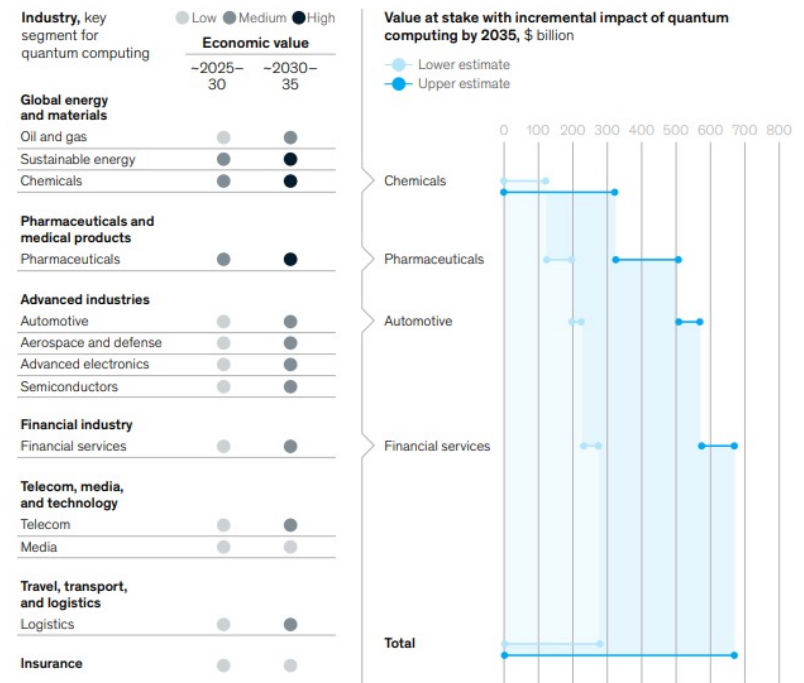 Industry, key
segment for
quantum computing
Low Medium High
Economic value
~2025–
30
~2030–
35
Global energy
and materials
Oil and gas
Sustainable energy
Chemicals
Pharmaceuticals and
medical products
Pharmaceuticals
Advanced industries
Automotive
Aerospace and defense
Advanced electronics
Semiconductors
Financial industry
Financial services
Telecom, media,
and technology
Telecom
Media
Travel, transport,
and logistics
Logistics
Insurance
Value at stake with incremental impact of quantum
computing by 2035, $ billion
Lower estimate
Upper estimate
0 100 200 300 400 500 600 700 800
Chemicals
Pharmaceuticals
Automotive
Financial services
Total